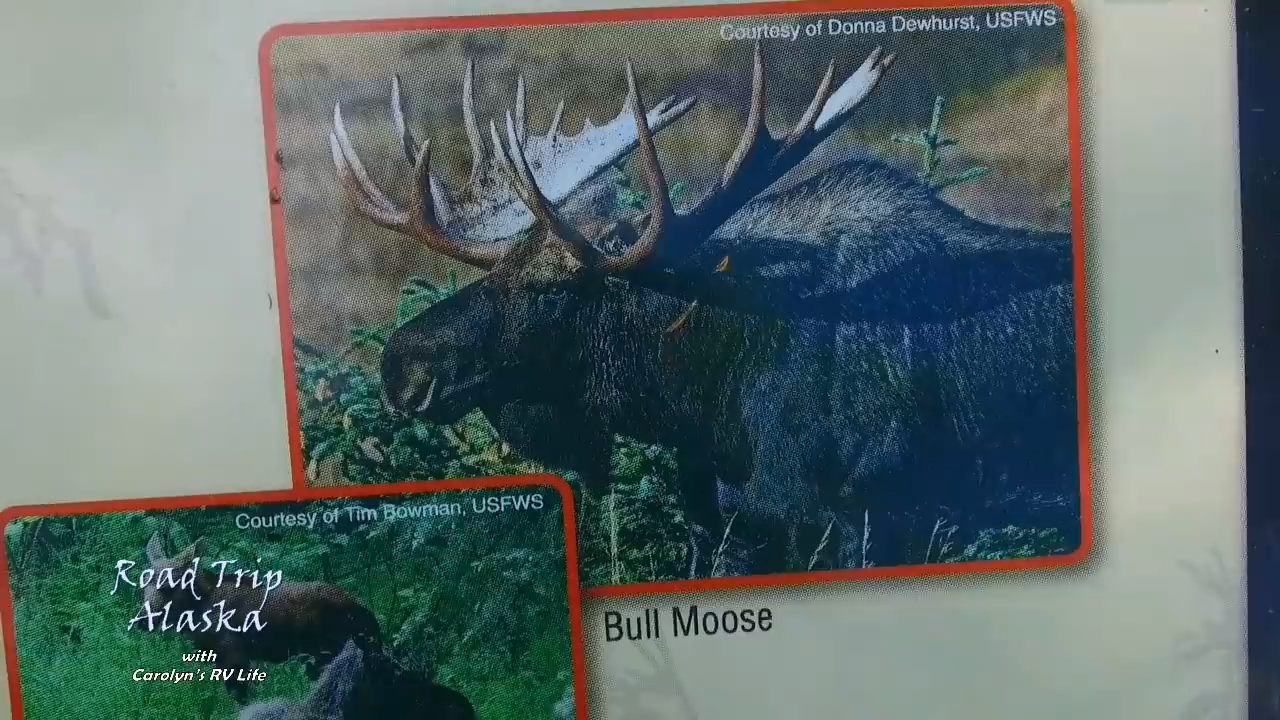 Courtesy of Donna Dewhurst, USFWS
Courtesy of Tim Bowman, USFWS
Road Trip
Alaska
with
Carolyn's RV Life
Bull Moose